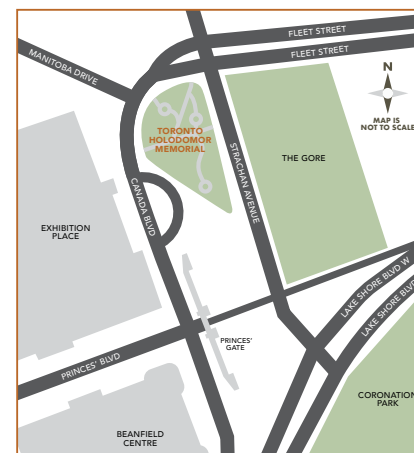 FLEET STREET
FLEET STREET
MANITOBA DRIVE
N
MAP IS
NOT TO SCALE
TORONTO
HOLODOMOR
MEMORIAL
STRACHAN AVENUE
THE GORE
CANADA BLVD
EXHIBITION
PLACE
LAKE SHORE BLVD W
LAKE SHORE BLVD
PRINCES'
GATE
PRINCES' BLVD
CORONATION
PARK
BEANFIELD
CENTRE